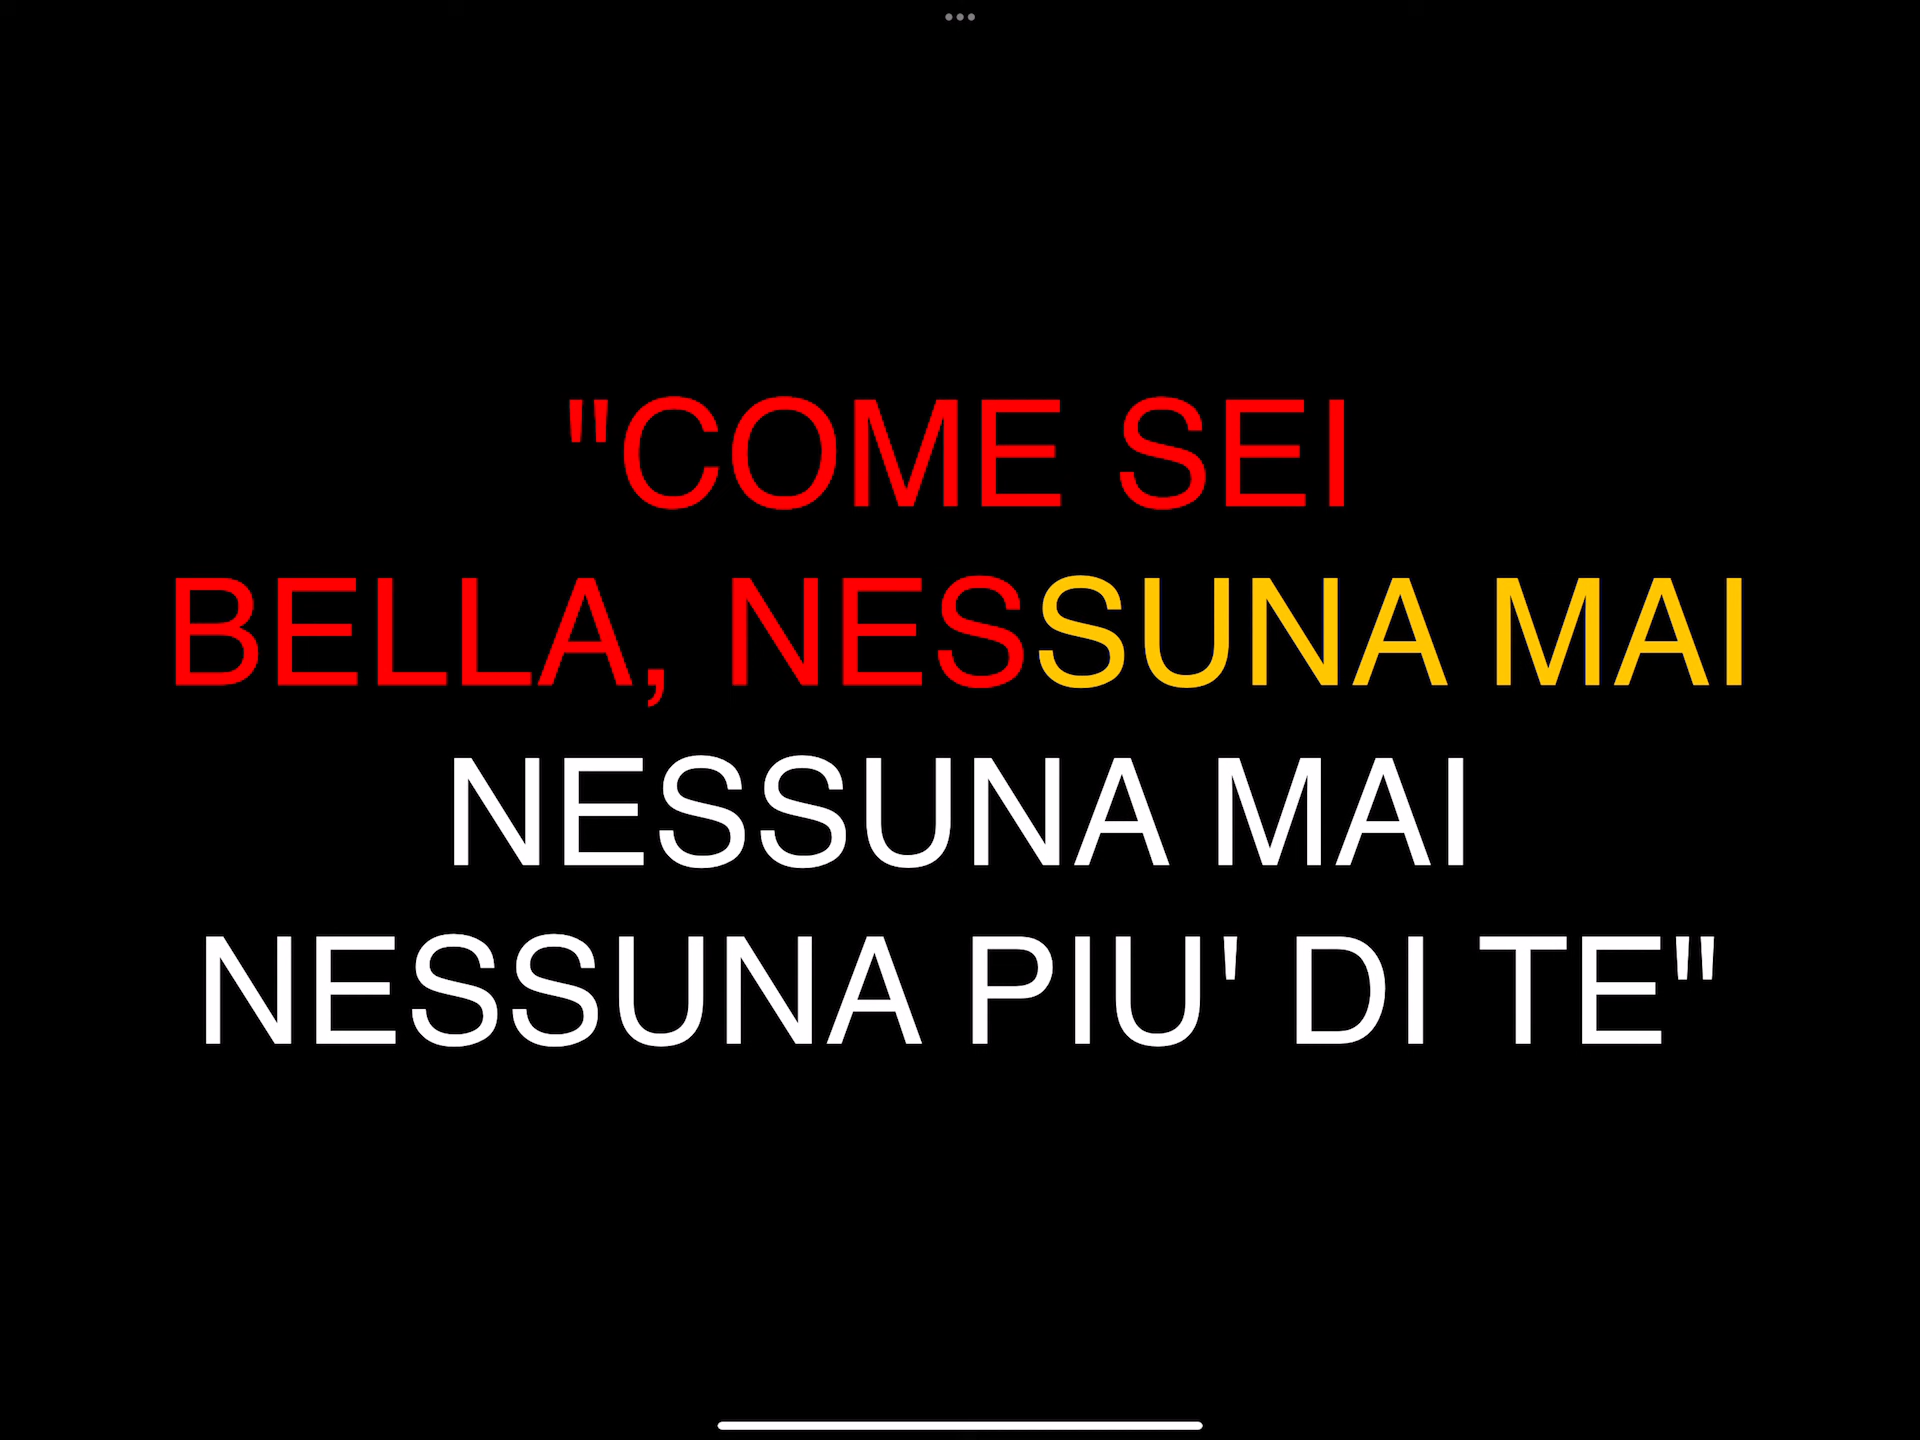 "COME SEI
BELLA, NESSUNA MAI
NESSUNA MAI
NESSUNA PIU' DI TE"